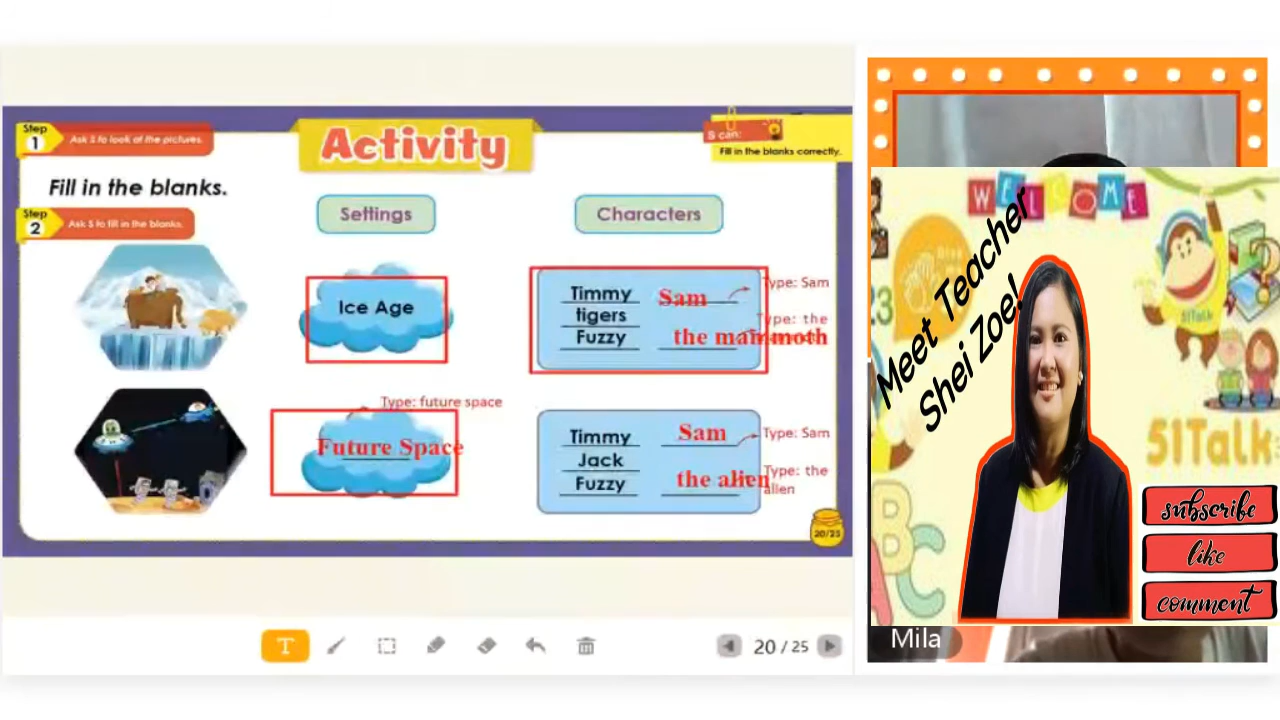 Step 1
Ask S to look at the pictures.
Activity
S can:
Fill in the blanks correctly.
Fill in the blanks.
Step 2
Ask S to fill in the blanks.
Settings
Characters
Ice Age
Timmy
Sam
Type: Sam
tigers
Type: the
Fuzzy
the mammoth
Type: future space
Future Space
Timmy
Sam
Type: Sam
Jack
Type: the
alien
Fuzzy
the alien
20/25
T
20 / 25
WELCOME
Meet Teacher
Shei Zoe!
51Talk
51Talk
subscribe
like
comment
Mila